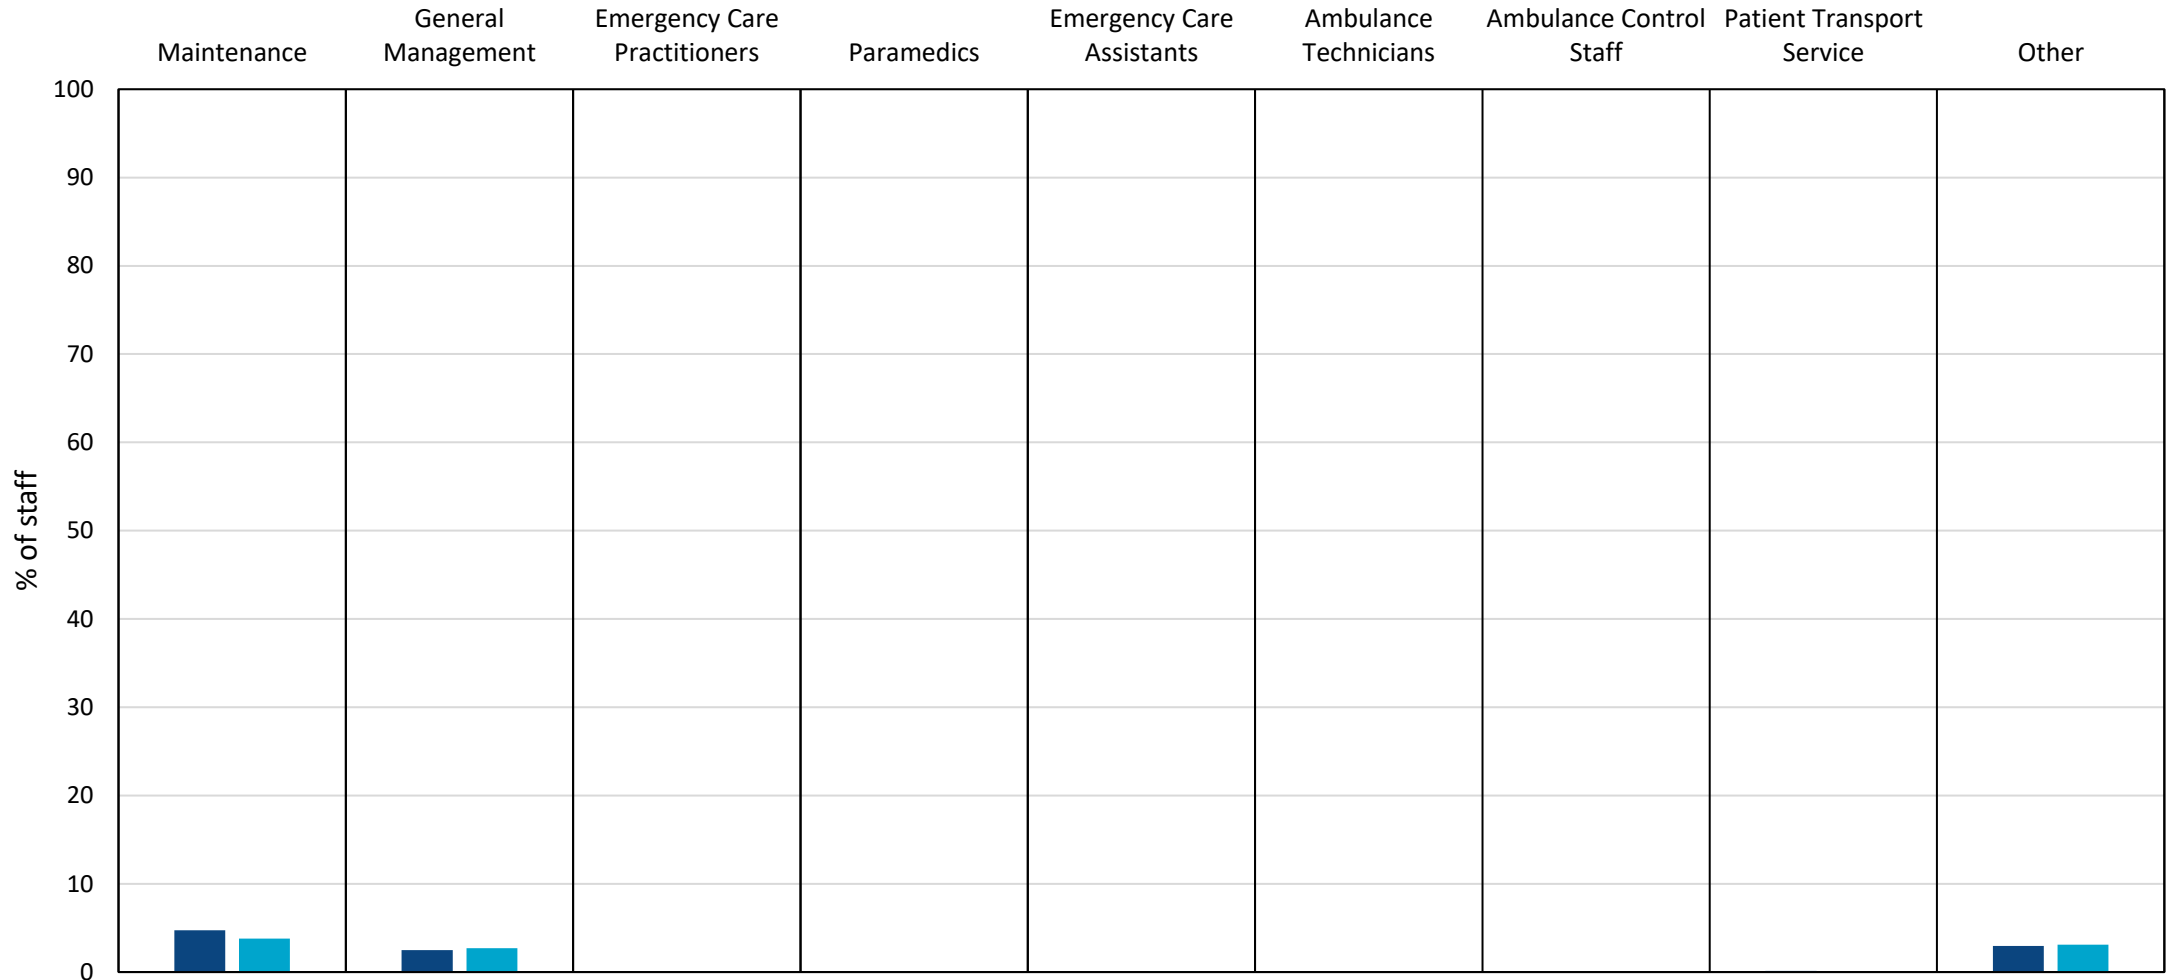 General
Emergency Care
Emergency Care
Ambulance
Ambulance Control
Patient Transport
Maintenance
Management
Practitioners
Paramedics
Assistants
Technicians
Staff
Service
Other
100
90
80
70
60
50
40
30
20
10
0
% of staff